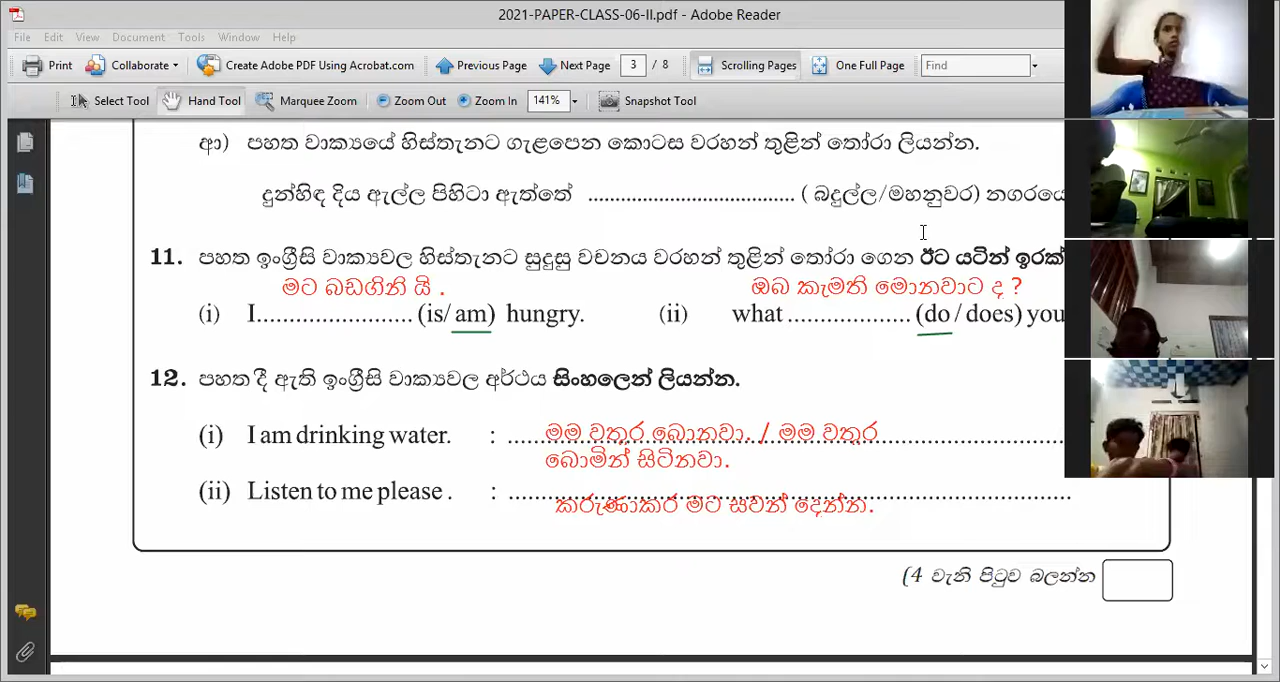 2021-PAPER-CLASS-06-II.pdf - Adobe Reader
File Edit View Document Tools Window Help
Print Collaborate Create Adobe PDF Using Acrobat.com Previous Page Next Page 3 / 8 Scrolling Pages One Full Page Find
Select Tool Hand Tool Marquee Zoom Zoom Out Zoom In 141% Snapshot Tool
ආ) පහත වාක්‍යයේ හිස්තැනට ගැළපෙන කොටස වරහන් තුළින් තෝරා ලියන්න.
දුන්හිඳ දිය ඇල්ල පිහිටා ඇත්තේ ..................................... ( බදුල්ල/මහනුවර) නගරයෙ
11. පහත ඉංග්‍රීසි වාක්‍යවල හිස්තැනට සුදුසු වචනය වරහන් තුළින් තෝරා ගෙන ඊට යටින් ඉරක්
මට බඩගිනි යි . ඔබ කැමති මොනවාට ද ?
(i) I............................ (is/ am) hungry. (ii) what ...................... (do / does) you
12. පහත දී ඇති ඉංග්‍රීසි වාක්‍යවල අර්ථය සිංහලෙන් ලියන්න.
(i) I am drinking water. : මම වතුර බොනවා. / මම වතුර
බොමින් සිටිනවා.
(ii) Listen to me please . : ..................................................
කරුණාකර මට සවන් දෙන්න.
(4 වැනි පිටුව බලන්න